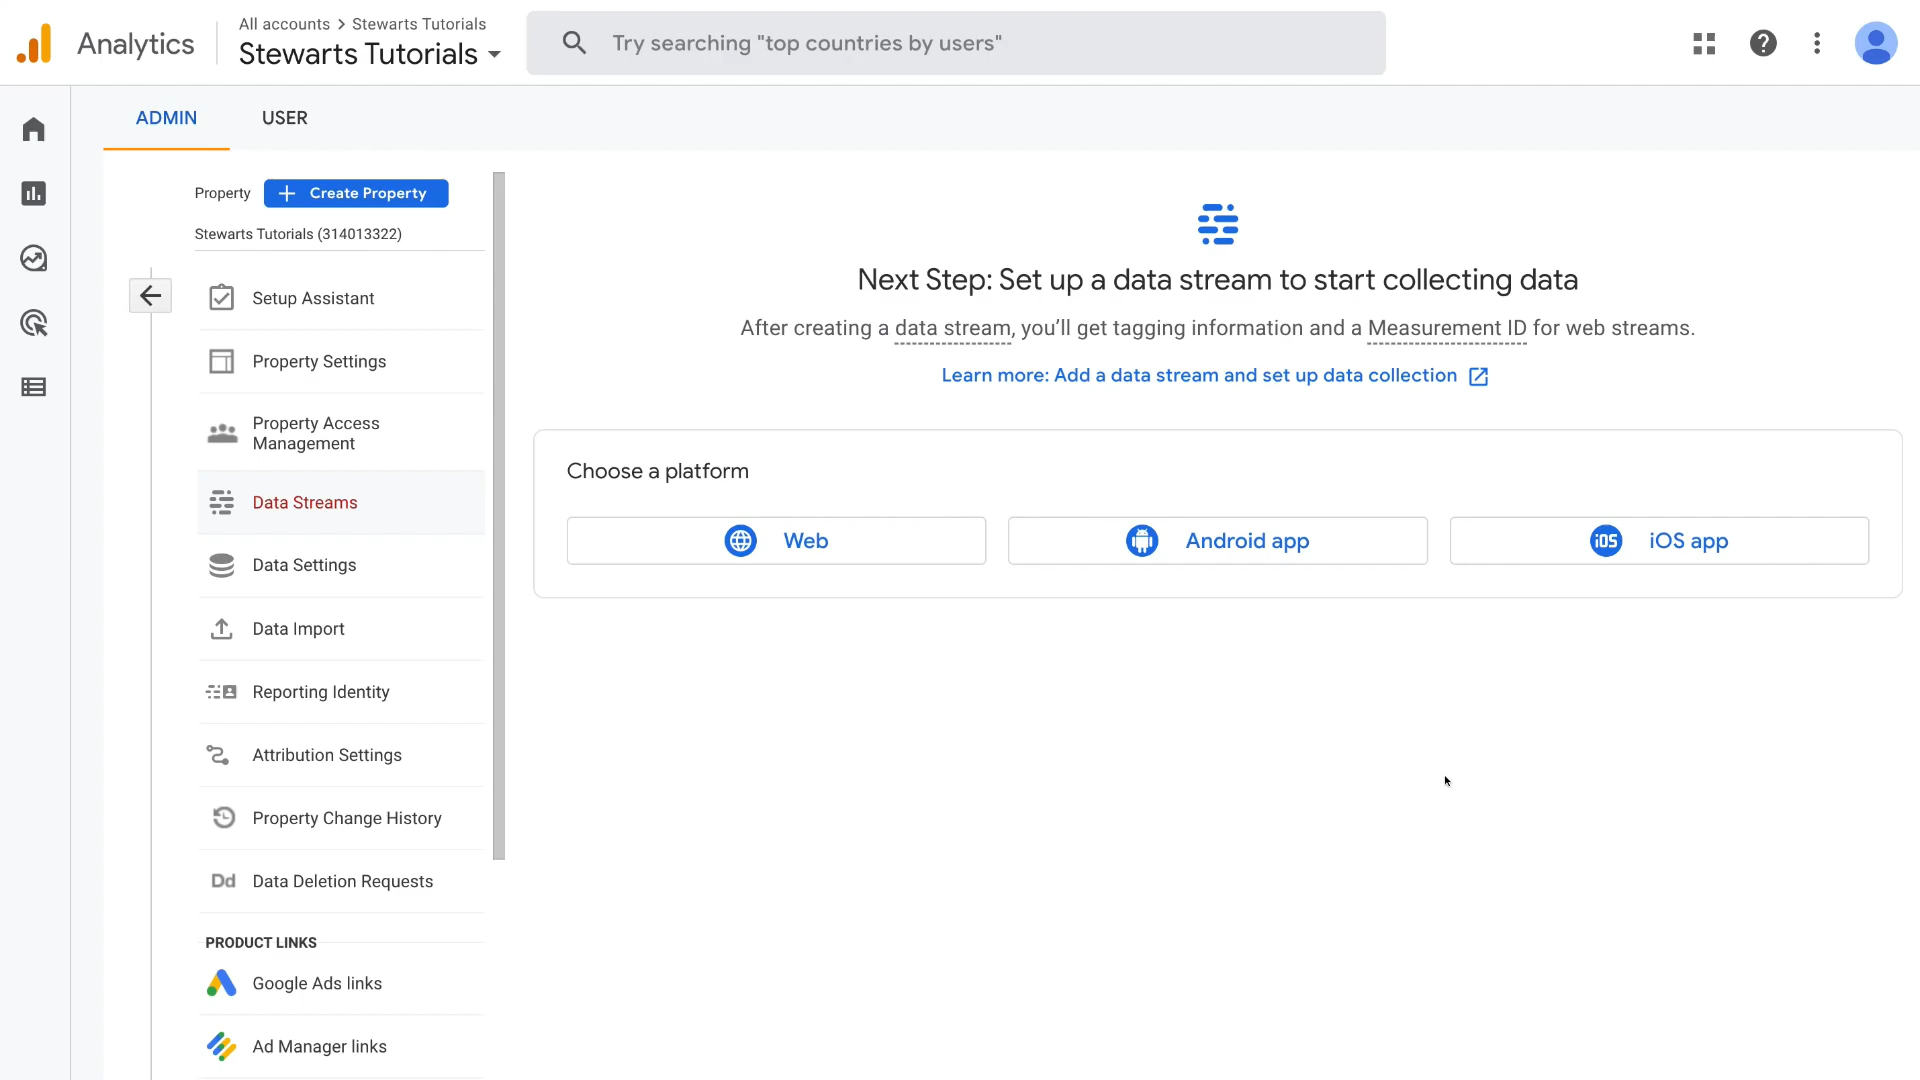 Analytics
All accounts > Stewarts Tutorials
Stewarts Tutorials
Try searching "top countries by users"
ADMIN
USER
Property
Create Property
Stewarts Tutorials (314013322)
Setup Assistant
Property Settings
Property Access
Management
Data Streams
Data Settings
Data Import
Reporting Identity
Attribution Settings
Property Change History
Dd Data Deletion Requests
PRODUCT LINKS
Google Ads links
Ad Manager links
Next Step: Set up a data stream to start collecting data
After creating a data stream, you’ll get tagging information and a Measurement ID for web streams.
Learn more: Add a data stream and set up data collection
Choose a platform
Web
Android app
iOS iOS app